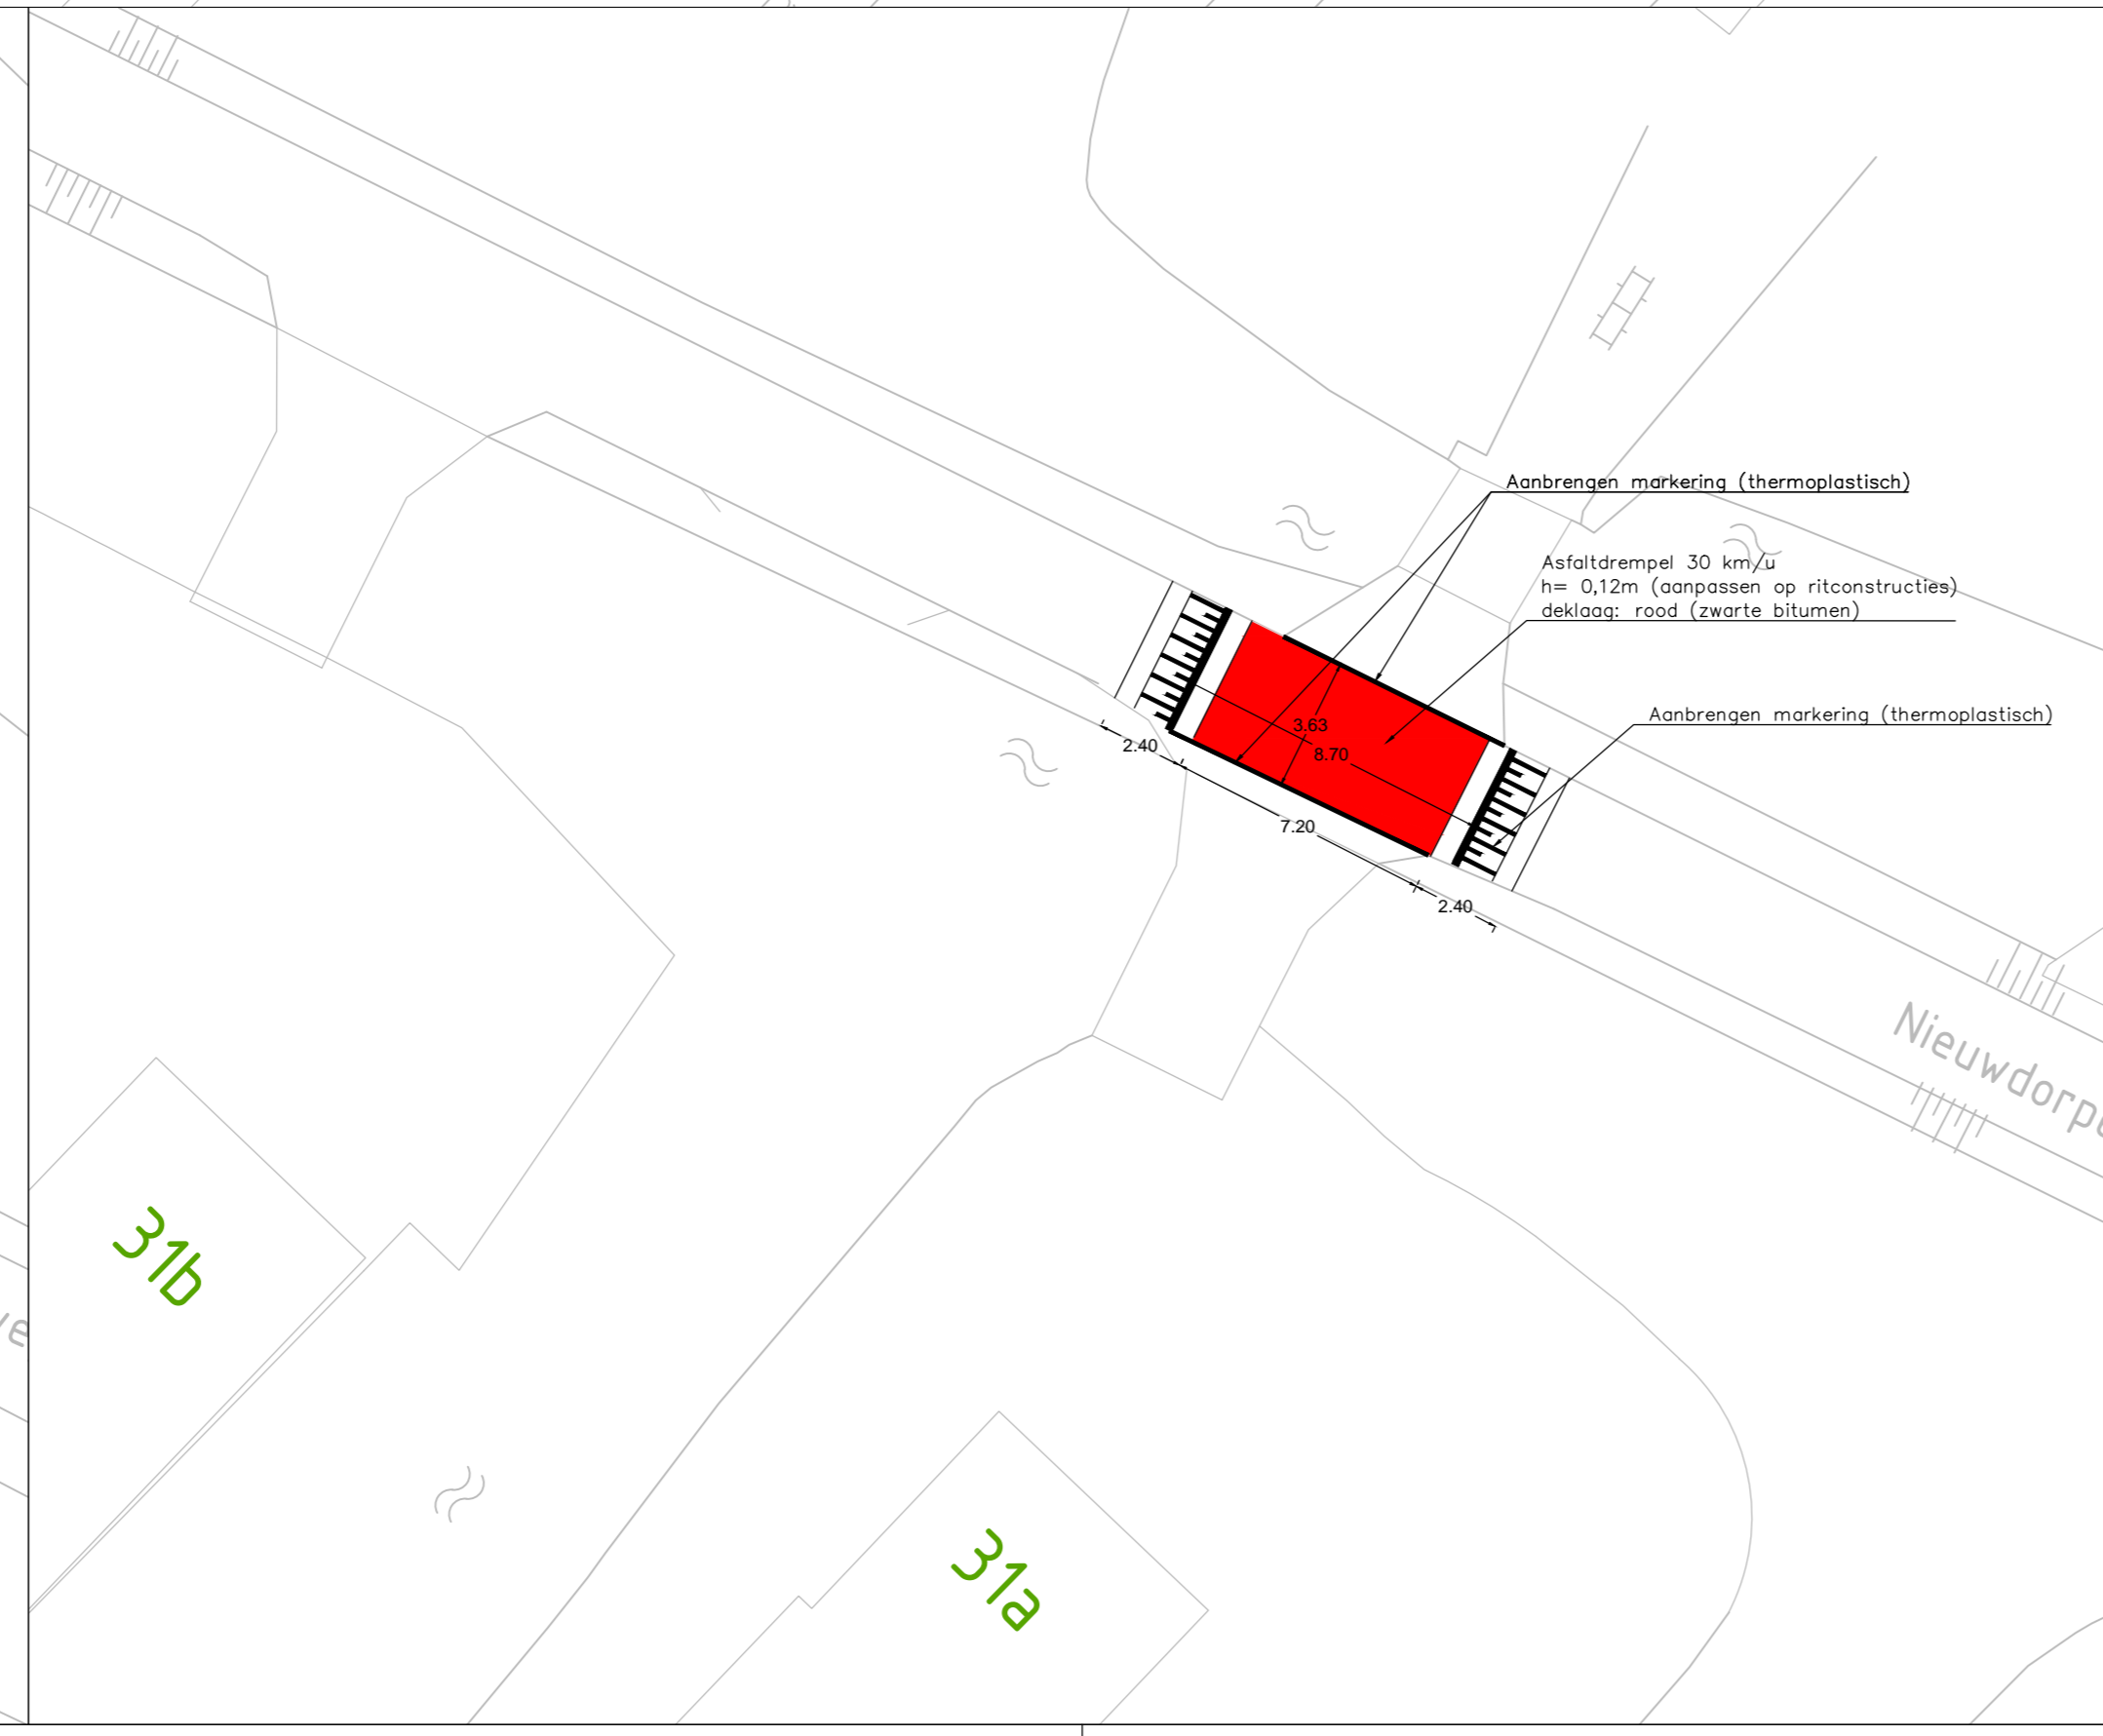 Aanbrengen markering (thermoplastisch)
Asfaltdrempel 30 km/u
h= 0,12m (aanpassen op ritconstructies)
deklaag: rood (zwarte bitumen)
Aanbrengen markering (thermoplastisch)
3.63
8.70
2.40
7.20
2.40
31b
31a